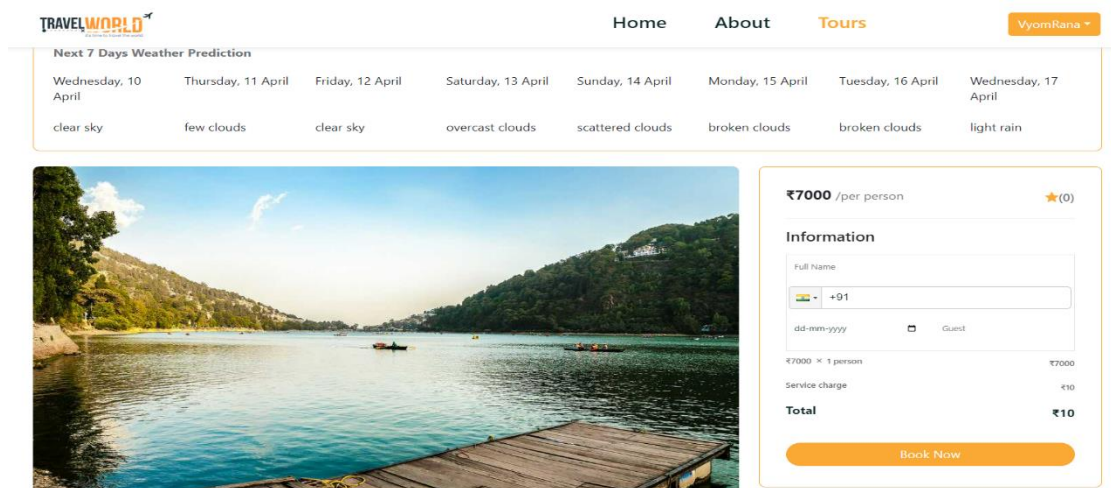 TRAVELWORLD
Home About Tours VyomRana
Next 7 Days Weather Prediction
Wednesday, 10 April
Thursday, 11 April
Friday, 12 April
Saturday, 13 April
Sunday, 14 April
Monday, 15 April
Tuesday, 16 April
Wednesday, 17 April
clear sky
few clouds
clear sky
overcast clouds
scattered clouds
broken clouds
broken clouds
light rain
₹7000 /per person (0)
Information
Full Name
+91
dd-mm-yyyy Guest
₹7000 × 1 person ₹7000
Service charge ₹10
Total ₹10
Book Now